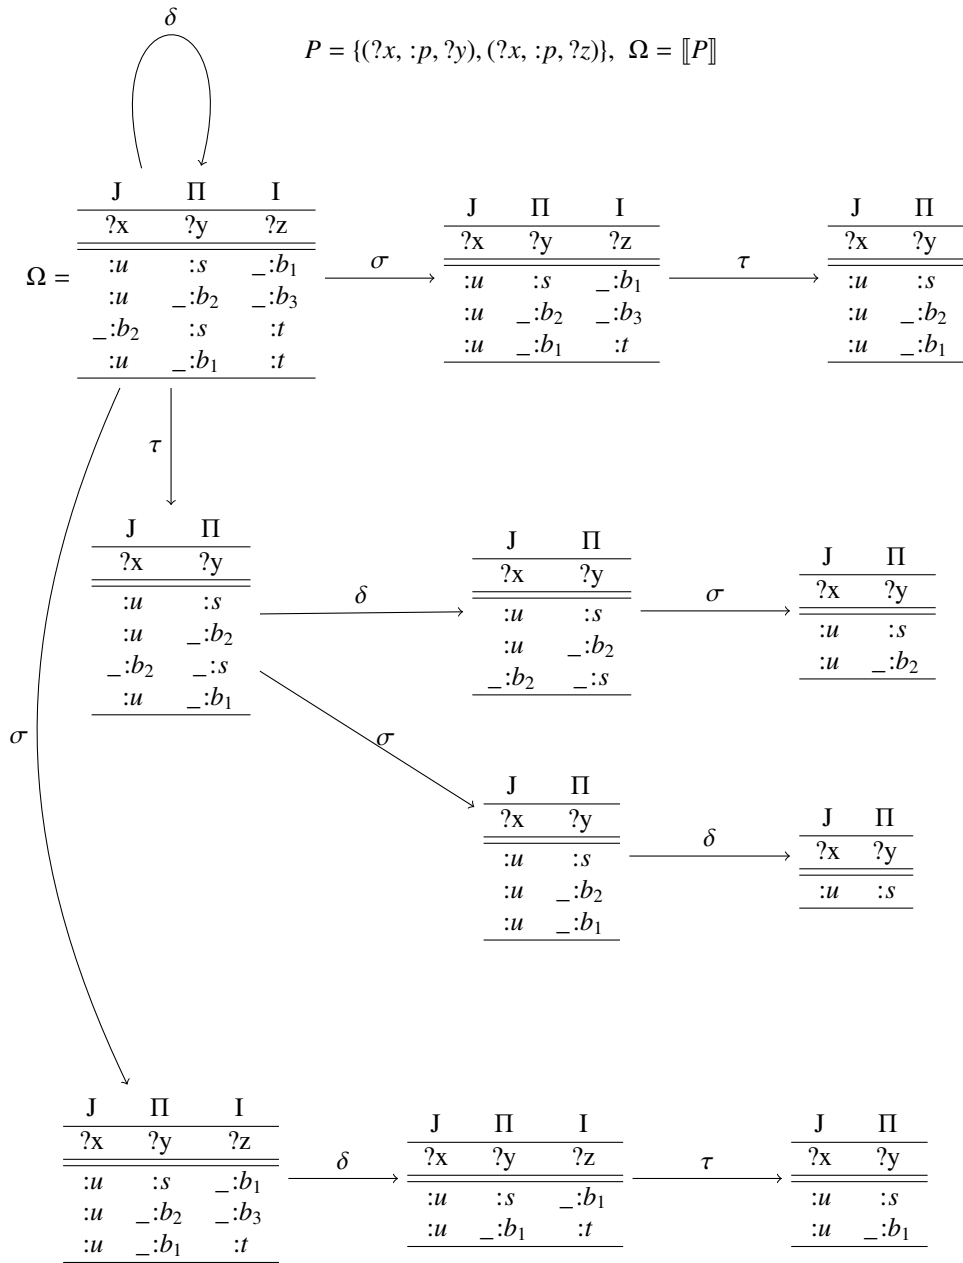 δ
P = {(?x, :p, ?y), (?x, :p, ?z)}, Ω = ⟦P⟧
J Π I
?x ?y ?z
Ω =
:u :s _:b₁
:u _:b₂ _:b₃
_:b₂ :s :t
:u _:b₁ :t
σ
J Π I
?x ?y ?z
:u :s _:b₁
:u _:b₂ _:b₃
:u _:b₁ :t
τ
J Π
?x ?y
:u :s
:u _:b₂
:u _:b₁
τ
J Π
?x ?y
:u :s
:u _:b₂
_:b₂ _:s
:u _:b₁
δ
J Π
?x ?y
:u :s
:u _:b₂
_:b₂ _:s
σ
J Π
?x ?y
:u :s
:u _:b₂
σ
σ
J Π
?x ?y
:u :s
:u _:b₂
:u _:b₁
δ
J Π
?x ?y
:u :s
J Π I
?x ?y ?z
:u :s _:b₁
:u _:b₂ _:b₃
:u _:b₁ :t
δ
J Π I
?x ?y ?z
:u :s _:b₁
:u _:b₁ :t
τ
J Π
?x ?y
:u :s
:u _:b₁